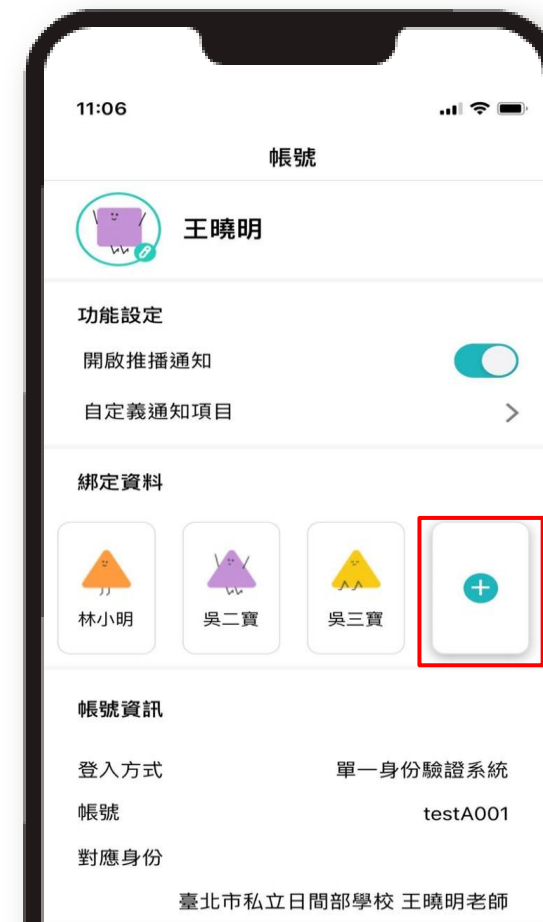 11:06
帳號
王曉明
功能設定
開啟推播通知
自定義通知項目
綁定資料
林小明 吳二寶 吳三寶
帳號資訊
登入方式 單一身份驗證系統
帳號 testA001
對應身份
臺北市私立日間部學校 王曉明老師